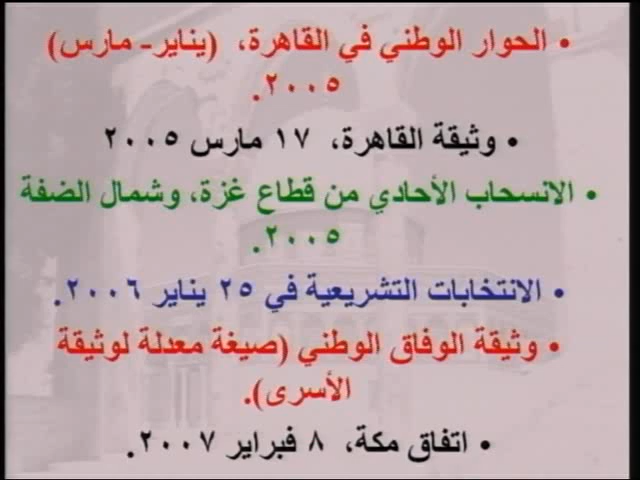 • الحوار الوطني في القاهرة، (يناير- مارس)
٢٠٠٥.
• وثيقة القاهرة، ١٧ مارس ٢٠٠٥
• الانسحاب الأحادي من قطاع غزة، وشمال الضفة
٢٠٠٥.
• الانتخابات التشريعية في ٢٥ يناير ٢٠٠٦.
• وثيقة الوفاق الوطني (صيغة معدلة لوثيقة
الأسرى).
• اتفاق مكة، ٨ فبراير ٢٠٠٧.